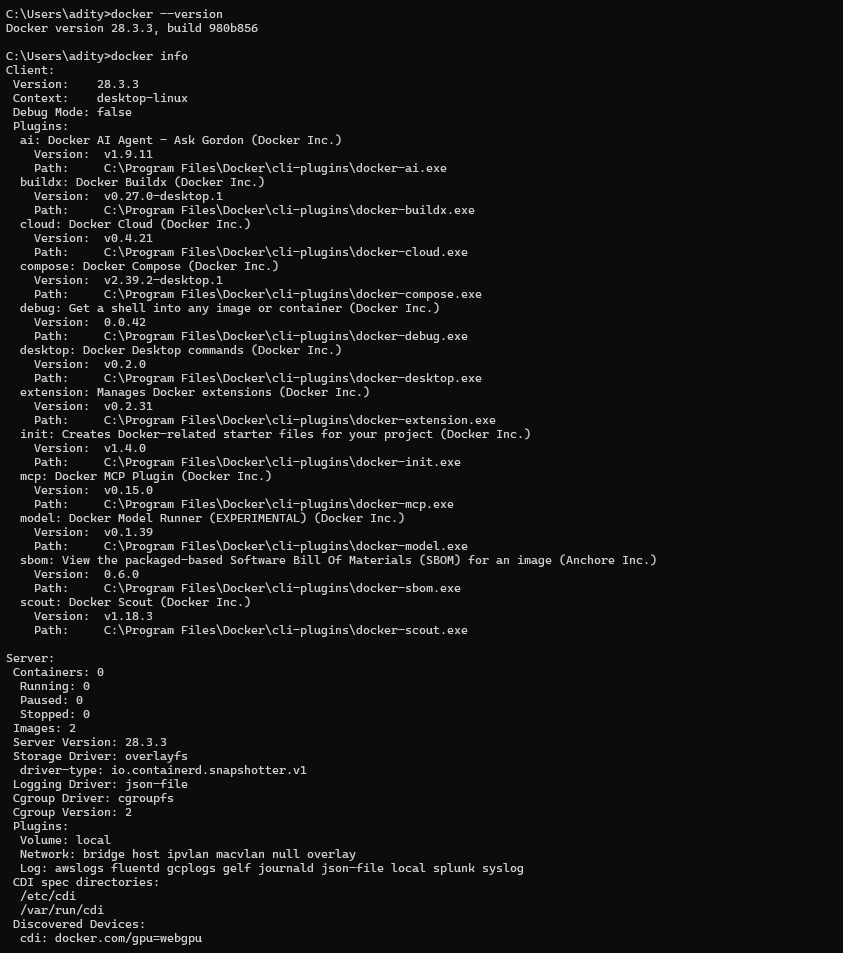 C:\Users\adity>docker --version
Docker version 28.3.3, build 980b856

C:\Users\adity>docker info
Client:
 Version:    28.3.3
 Context:    desktop-linux
 Debug Mode: false
 Plugins:
  ai: Docker AI Agent - Ask Gordon (Docker Inc.)
    Version:  v1.9.11
    Path:     C:\Program Files\Docker\cli-plugins\docker-ai.exe
  buildx: Docker Buildx (Docker Inc.)
    Version:  v0.27.0-desktop.1
    Path:     C:\Program Files\Docker\cli-plugins\docker-buildx.exe
  cloud: Docker Cloud (Docker Inc.)
    Version:  v0.4.21
    Path:     C:\Program Files\Docker\cli-plugins\docker-cloud.exe
  compose: Docker Compose (Docker Inc.)
    Version:  v2.39.2-desktop.1
    Path:     C:\Program Files\Docker\cli-plugins\docker-compose.exe
  debug: Get a shell into any image or container (Docker Inc.)
    Version:  0.0.42
    Path:     C:\Program Files\Docker\cli-plugins\docker-debug.exe
  desktop: Docker Desktop commands (Docker Inc.)
    Version:  v0.2.0
    Path:     C:\Program Files\Docker\cli-plugins\docker-desktop.exe
  extension: Manages Docker extensions (Docker Inc.)
    Version:  v0.2.31
    Path:     C:\Program Files\Docker\cli-plugins\docker-extension.exe
  init: Creates Docker-related starter files for your project (Docker Inc.)
    Version:  v1.4.0
    Path:     C:\Program Files\Docker\cli-plugins\docker-init.exe
  mcp: Docker MCP Plugin (Docker Inc.)
    Version:  v0.15.0
    Path:     C:\Program Files\Docker\cli-plugins\docker-mcp.exe
  model: Docker Model Runner (EXPERIMENTAL) (Docker Inc.)
    Version:  v0.1.39
    Path:     C:\Program Files\Docker\cli-plugins\docker-model.exe
  sbom: View the packaged-based Software Bill Of Materials (SBOM) for an image (Anchore Inc.)
    Version:  0.6.0
    Path:     C:\Program Files\Docker\cli-plugins\docker-sbom.exe
  scout: Docker Scout (Docker Inc.)
    Version:  v1.18.3
    Path:     C:\Program Files\Docker\cli-plugins\docker-scout.exe

Server:
 Containers: 0
  Running: 0
  Paused: 0
  Stopped: 0
 Images: 2
 Server Version: 28.3.3
 Storage Driver: overlayfs
  driver-type: io.containerd.snapshotter.v1
 Logging Driver: json-file
 Cgroup Driver: cgroupfs
 Cgroup Version: 2
 Plugins:
  Volume: local
  Network: bridge host ipvlan macvlan null overlay
  Log: awslogs fluentd gcplogs gelf journald json-file local splunk syslog
 CDI spec directories:
  /etc/cdi
  /var/run/cdi
 Discovered Devices:
  cdi: docker.com/gpu=webgpu